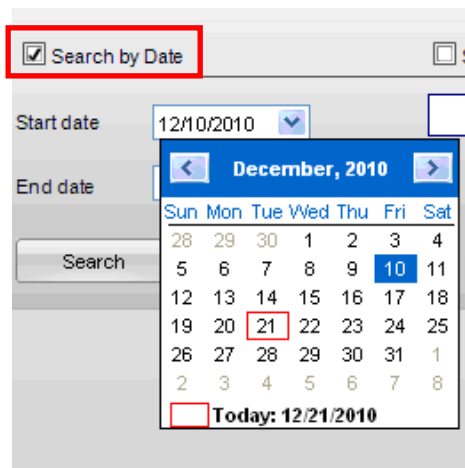 Search by Date
Start date 12/10/2010
December, 2010
End date
Sun Mon Tue Wed Thu Fri Sat
28 29 30 1 2 3 4
Search
5 6 7 8 9 10 11
12 13 14 15 16 17 18
19 20 21 22 23 24 25
26 27 28 29 30 31 1
2 3 4 5 6 7 8
Today: 12/21/2010